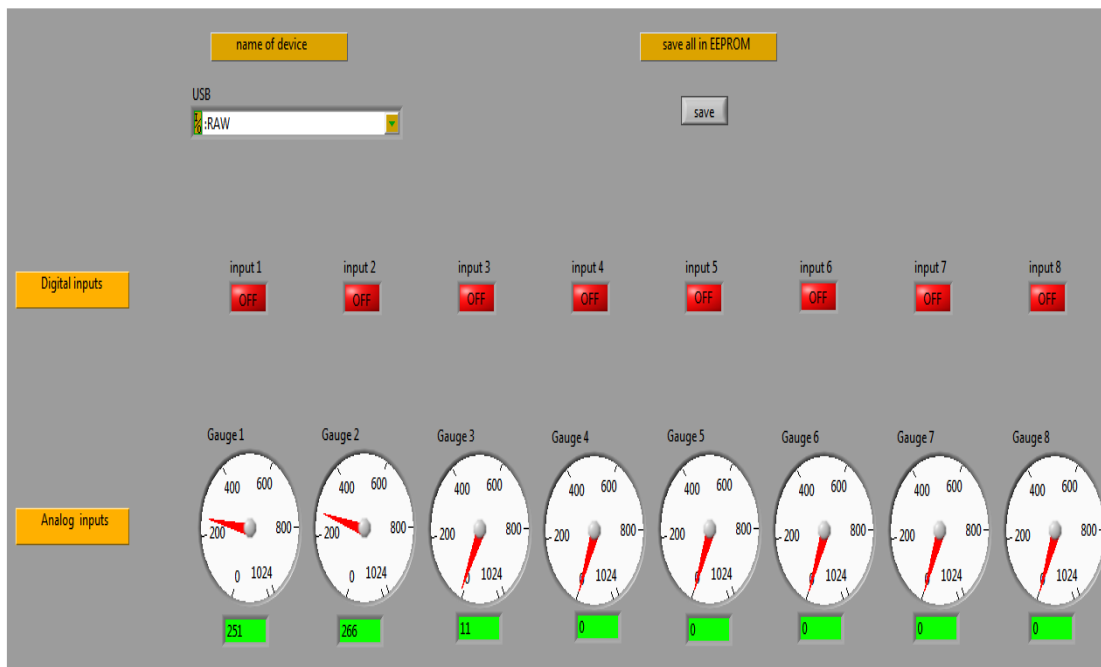 name of device
save all in EEPROM
USB
I/O :RAW
save
Digital inputs
input 1 input 2 input 3 input 4 input 5 input 6 input 7 input 8
OFF OFF OFF OFF OFF OFF OFF OFF
Gauge 1 Gauge 2 Gauge 3 Gauge 4 Gauge 5 Gauge 6 Gauge 7 Gauge 8
Analog inputs
0 200 400 600 800 1024
0 200 400 600 800 1024
0 200 400 600 800 1024
0 200 400 600 800 1024
0 200 400 600 800 1024
0 200 400 600 800 1024
0 200 400 600 800 1024
0 200 400 600 800 1024
251 266 11 0 0 0 0 0